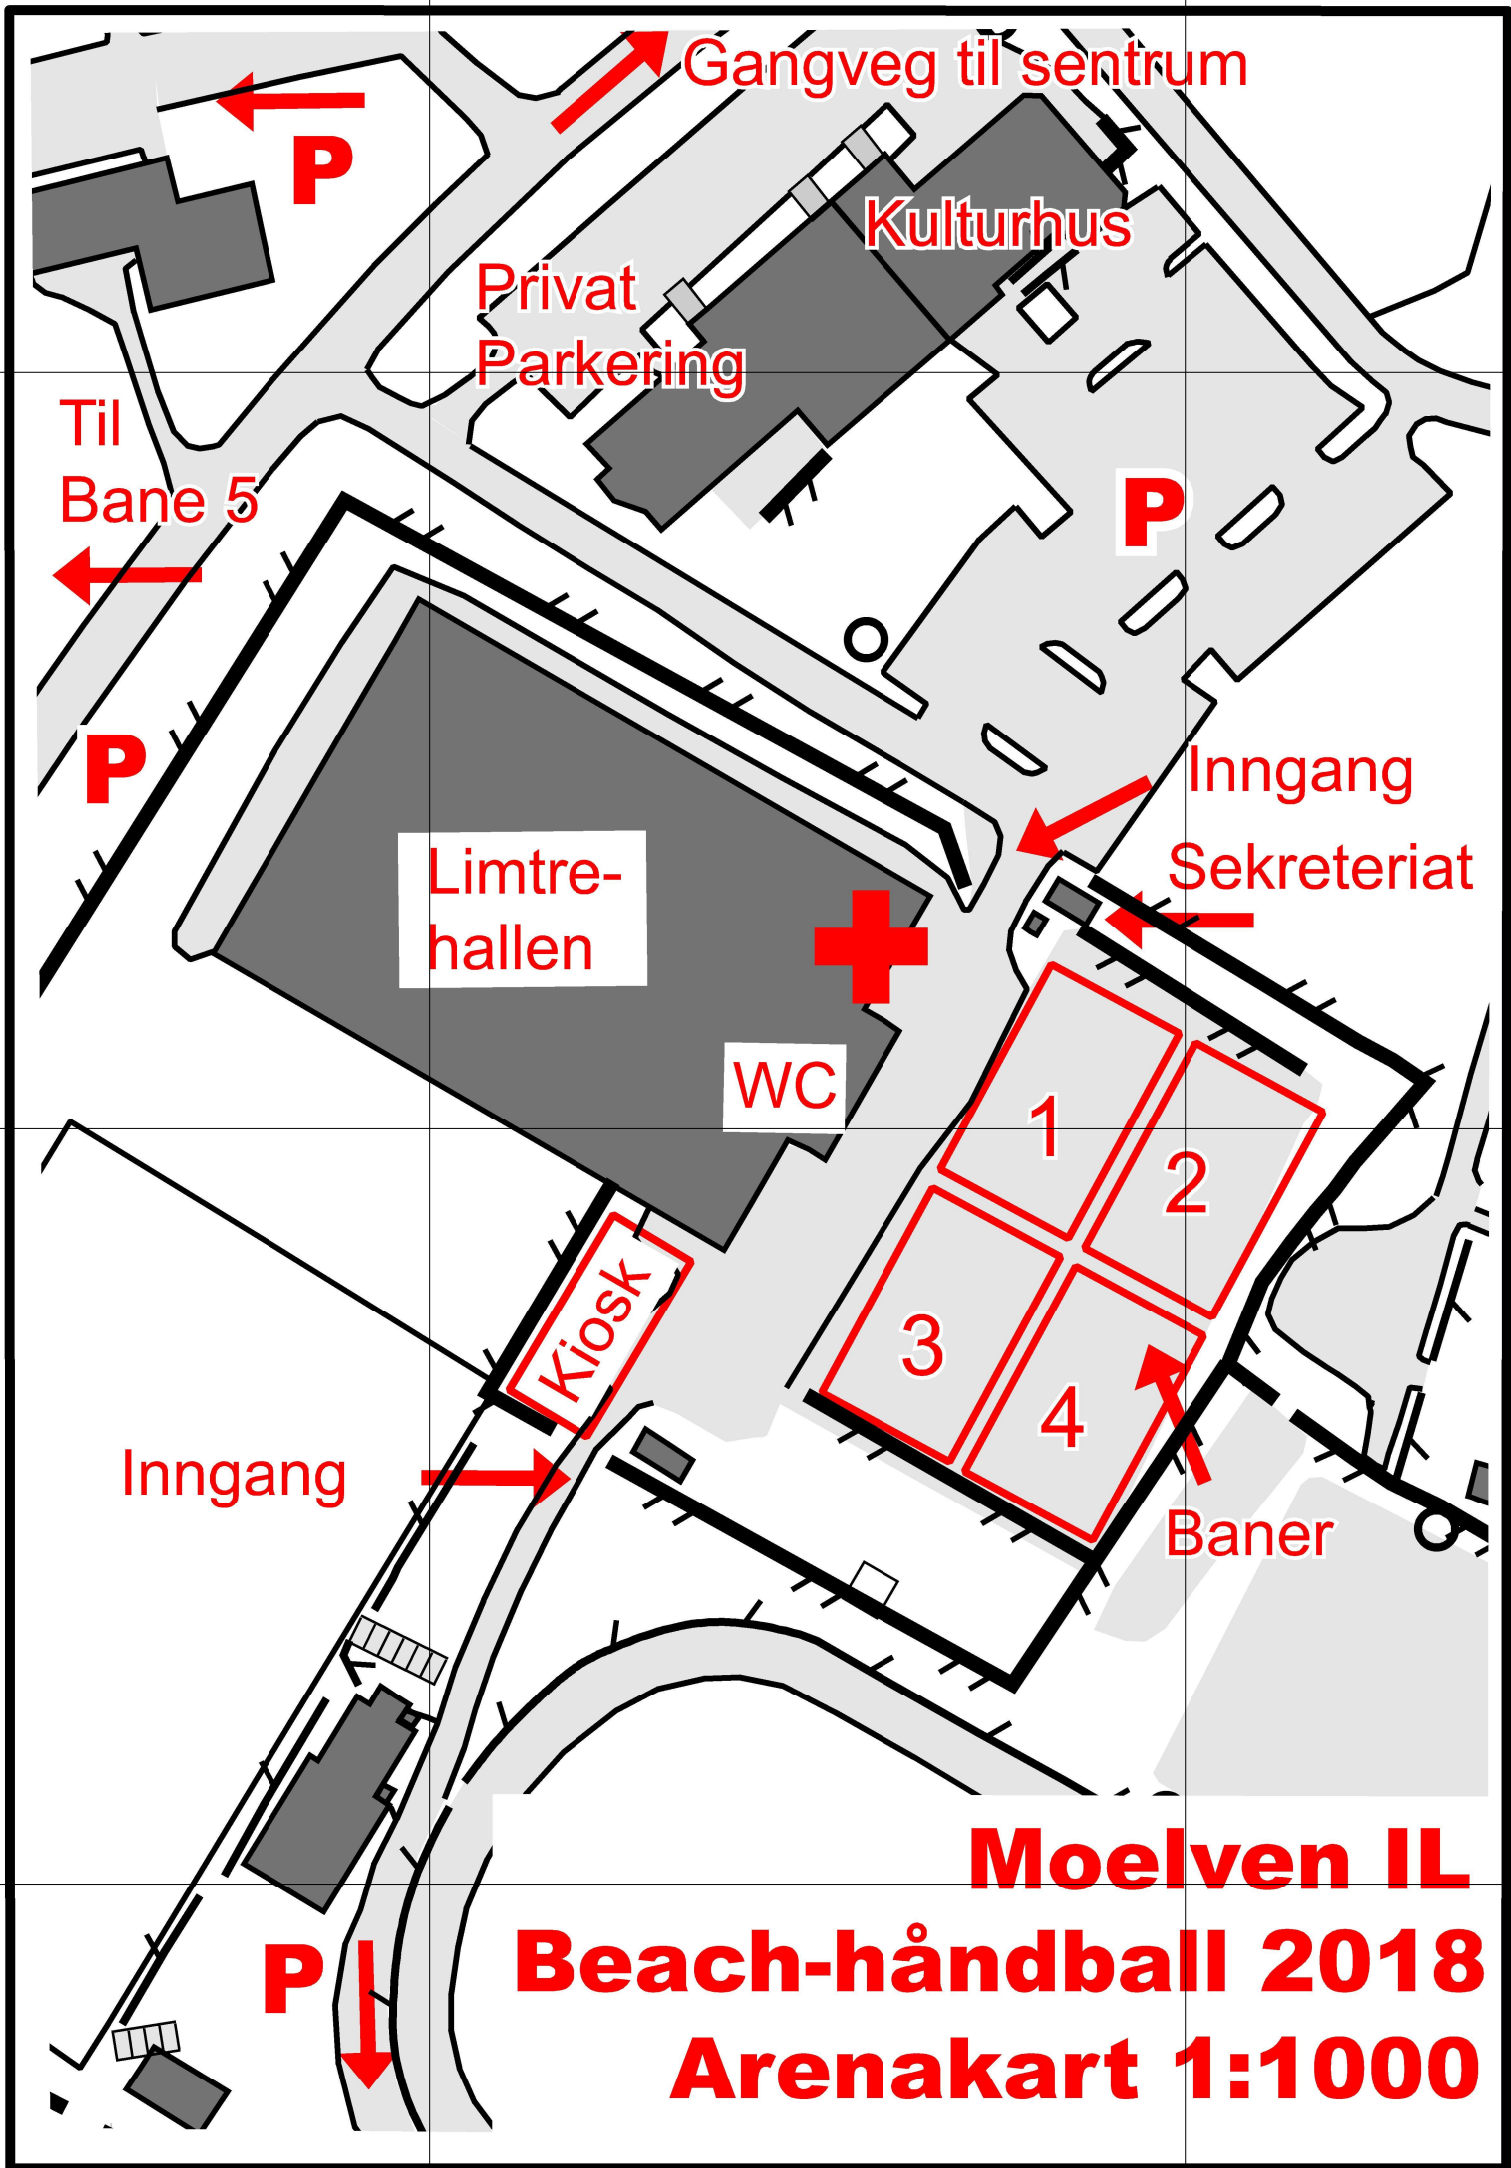 Gangveg til sentrum
P
Kulturhus
Privat
Parkering
Til
Bane 5
P
P
Inngang
Sekreteriat
Limtre-
hallen
WC
1
2
3
4
Kiosk
Inngang
Baner
P
Moelven IL
Beach-håndball 2018
Arenakart 1:1000